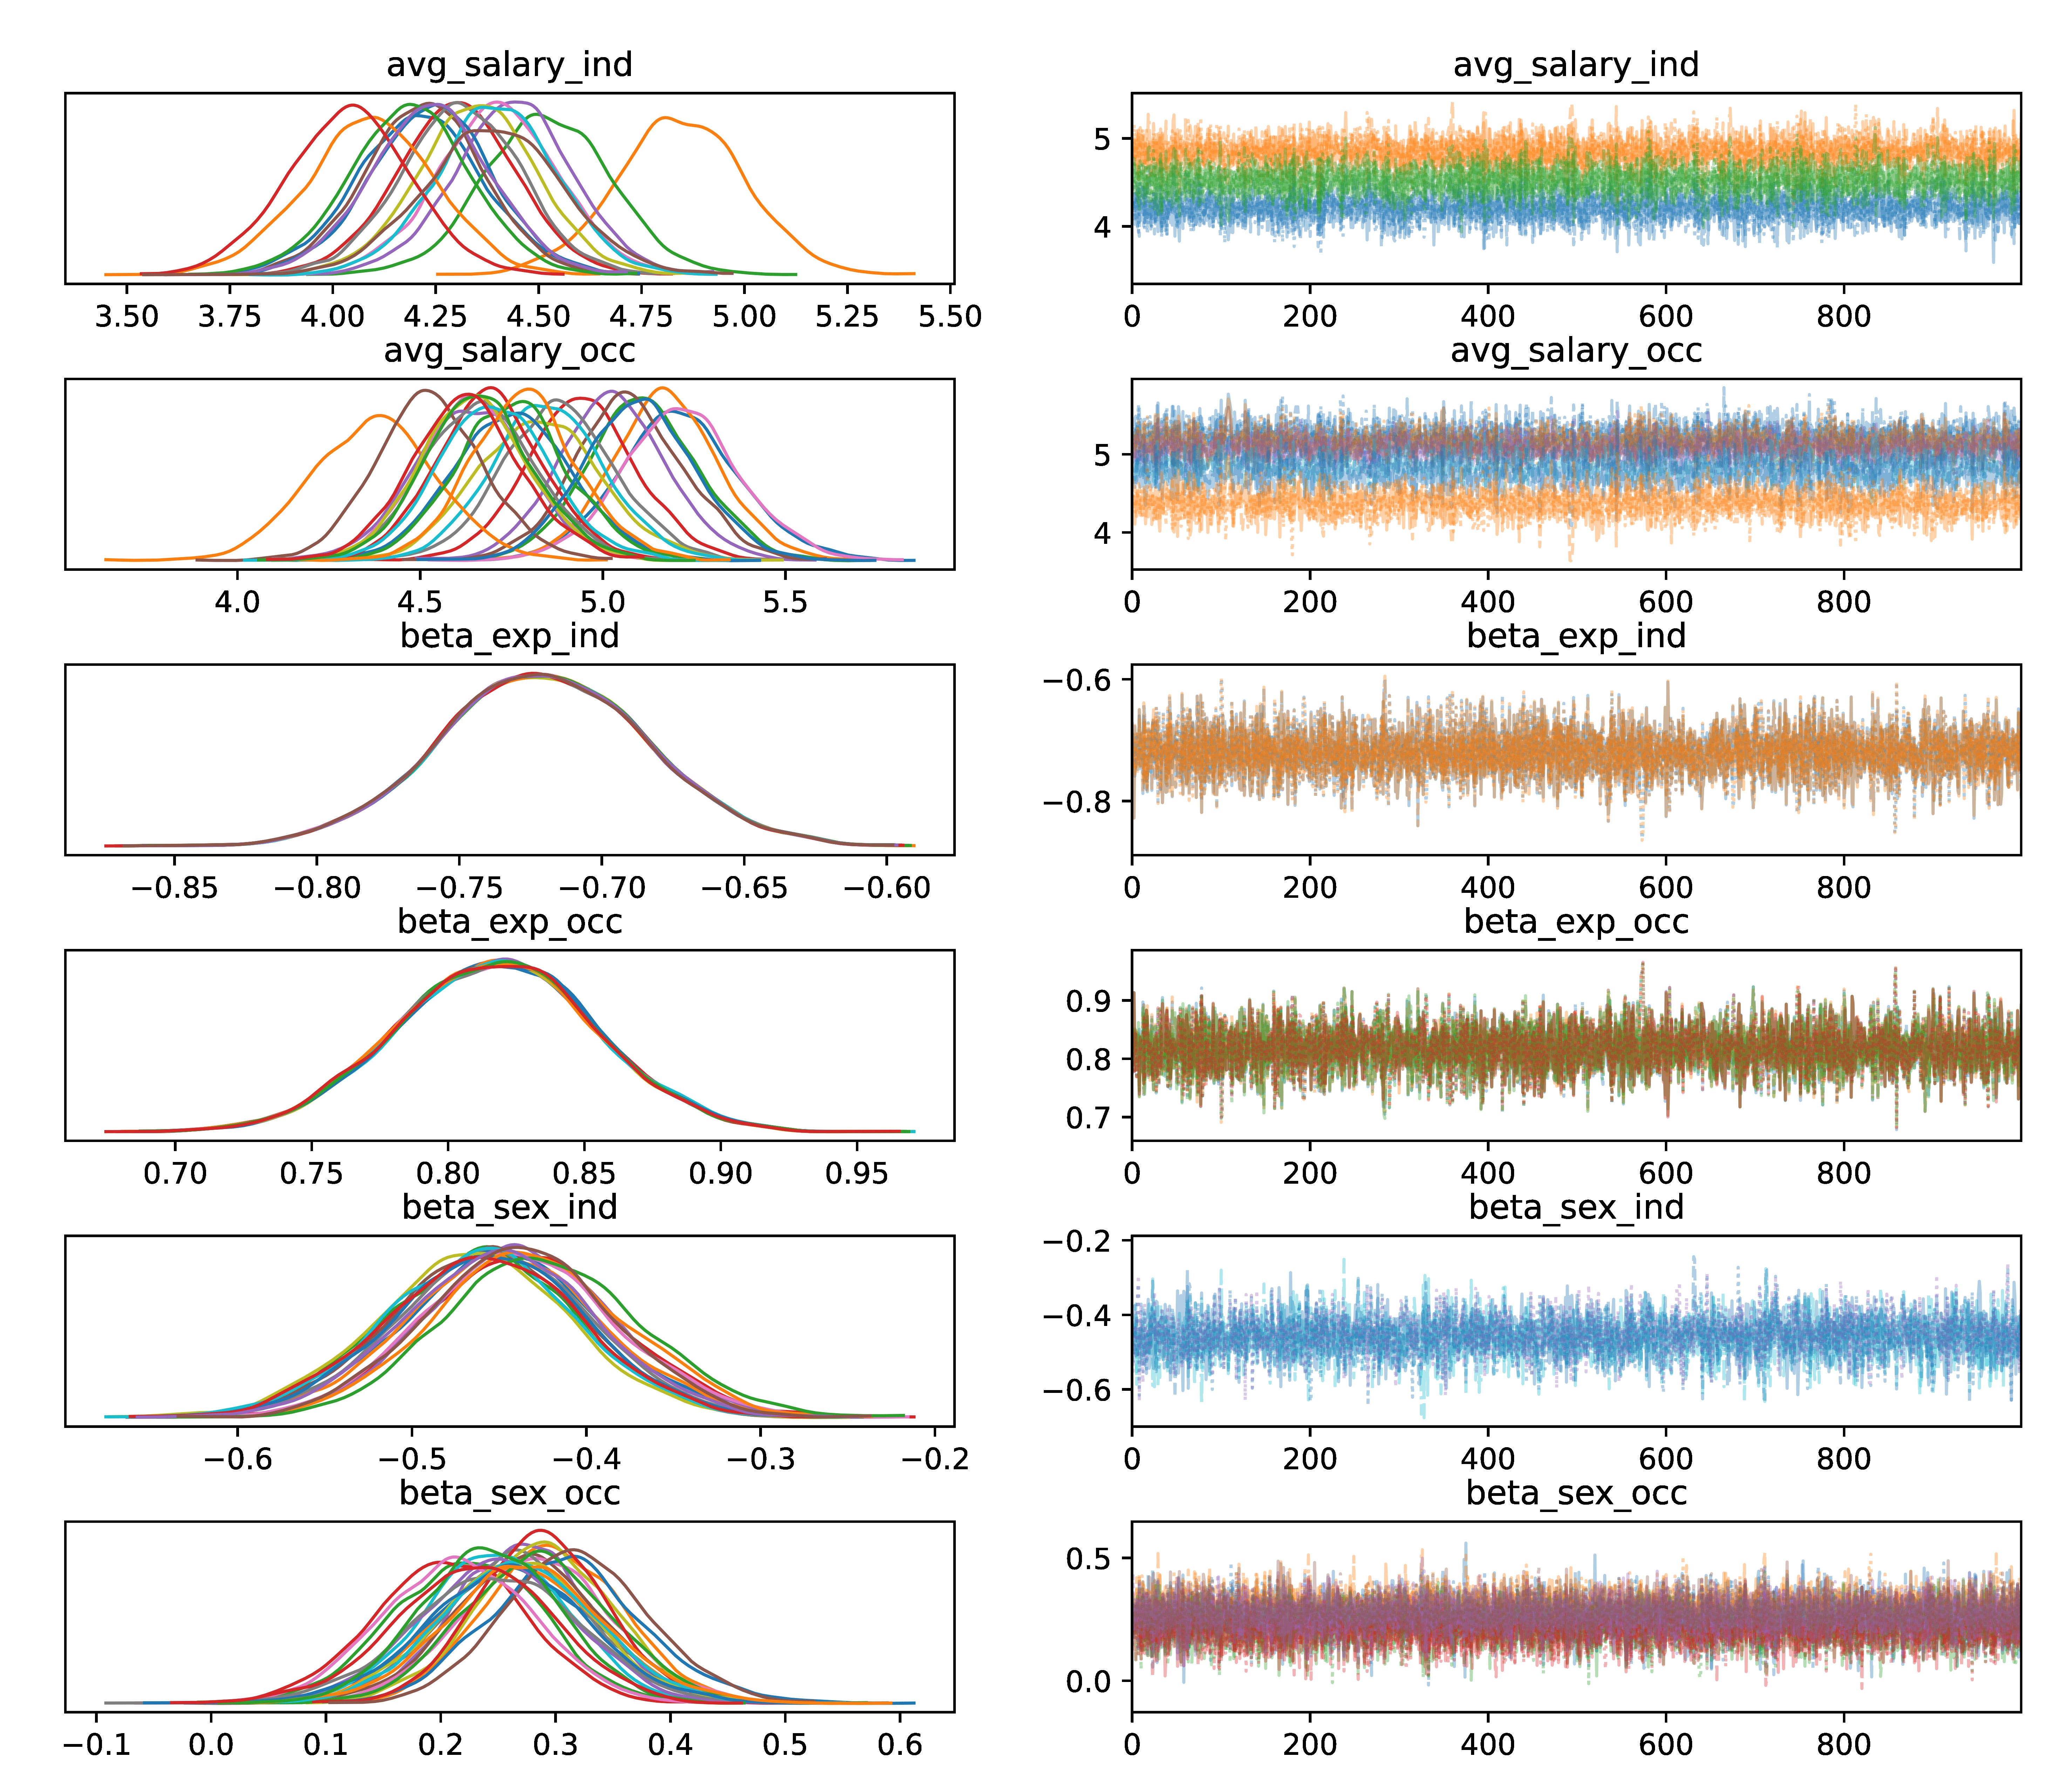 avg_salary_ind avg_salary_ind
5
4
3.50 3.75 4.00 4.25 4.50 4.75 5.00 5.25 5.50 0 200 400 600 800
avg_salary_occ avg_salary_occ
5
4
4.0 4.5 5.0 5.5 0 200 400 600 800
beta_exp_ind beta_exp_ind
−0.6
−0.8
−0.85 −0.80 −0.75 −0.70 −0.65 −0.60 0 200 400 600 800
beta_exp_occ beta_exp_occ
0.9
0.8
0.7
0.70 0.75 0.80 0.85 0.90 0.95 0 200 400 600 800
beta_sex_ind beta_sex_ind
−0.2
−0.4
−0.6
−0.6 −0.5 −0.4 −0.3 −0.2 0 200 400 600 800
beta_sex_occ beta_sex_occ
0.5
0.0
−0.1 0.0 0.1 0.2 0.3 0.4 0.5 0.6 0 200 400 600 800